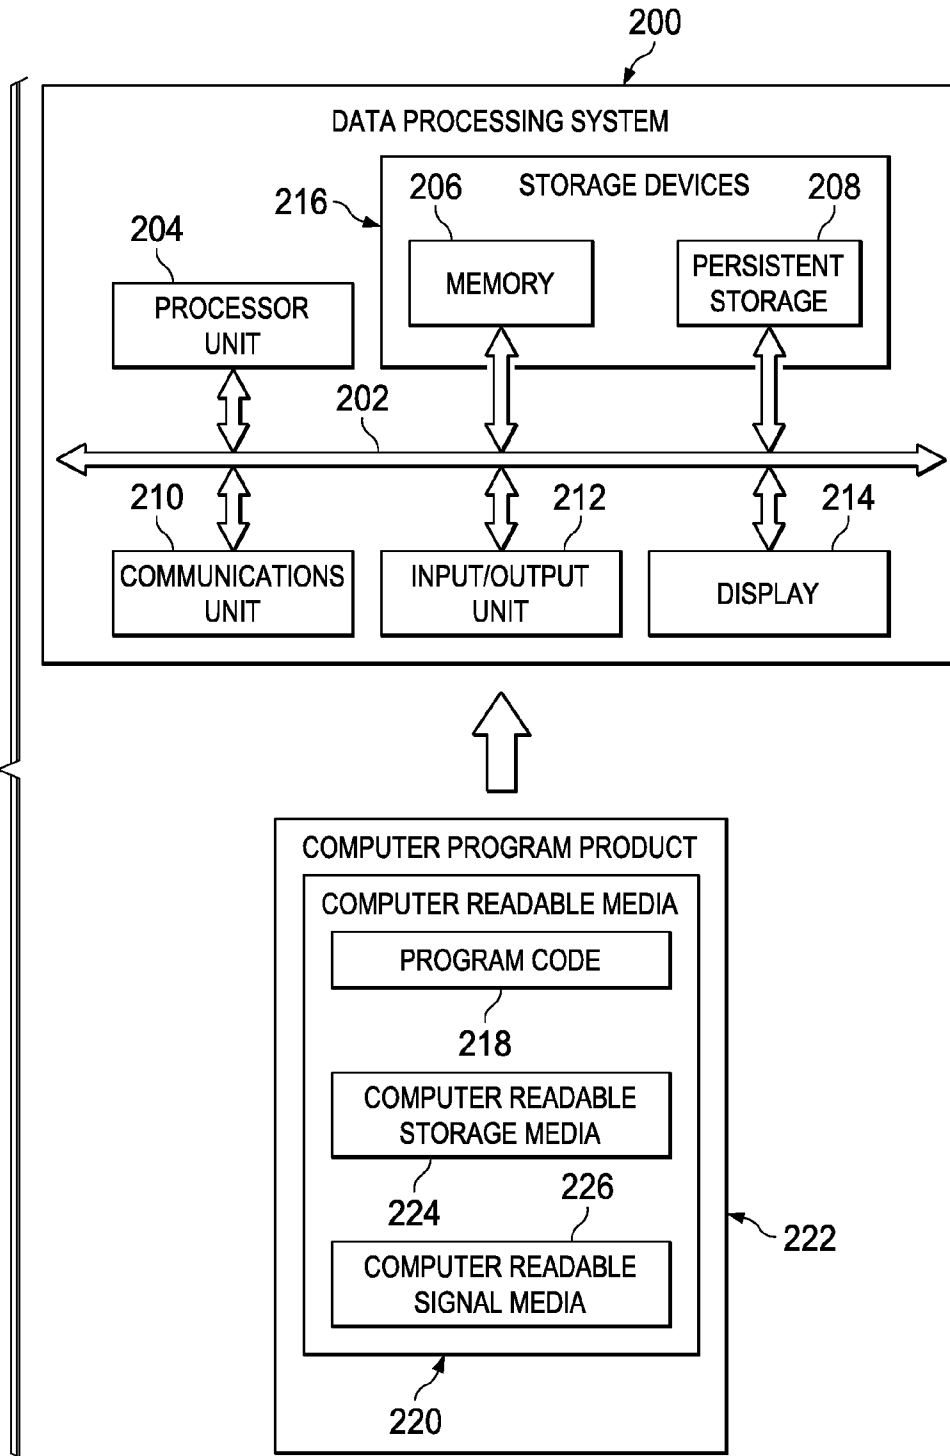 200
DATA PROCESSING SYSTEM
206
STORAGE DEVICES
208
216
204
MEMORY
PERSISTENT
STORAGE
PROCESSOR
UNIT
202
210
212
214
COMMUNICATIONS
UNIT
INPUT/OUTPUT
UNIT
DISPLAY
COMPUTER PROGRAM PRODUCT
COMPUTER READABLE MEDIA
PROGRAM CODE
218
COMPUTER READABLE
STORAGE MEDIA
224
226
222
COMPUTER READABLE
SIGNAL MEDIA
220